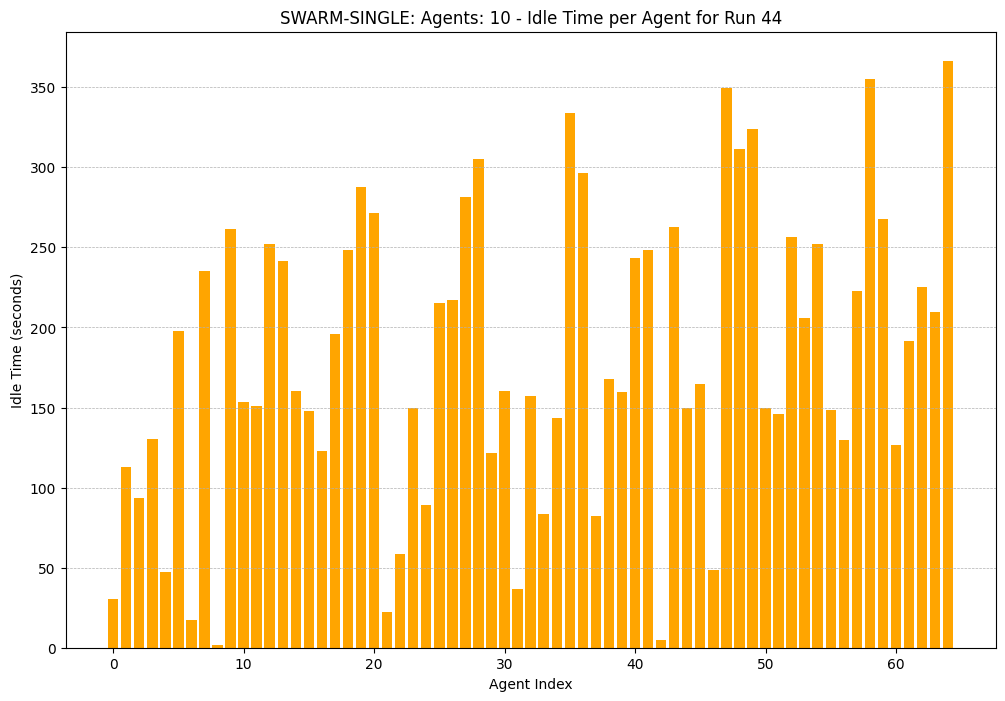 SWARM-SINGLE: Agents: 10 - Idle Time per Agent for Run 44
Idle Time (seconds)
350
300
250
200
150
100
50
0
0 10 20 30 40 50 60
Agent Index